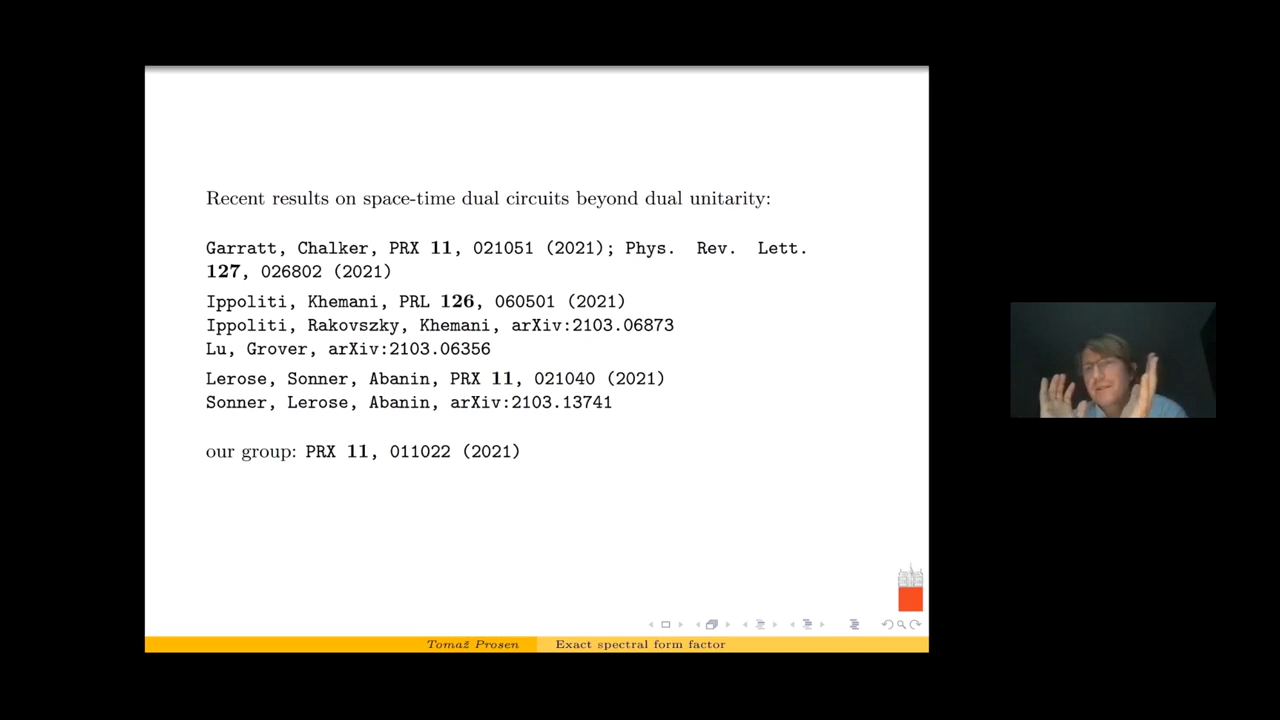 Recent results on space-time dual circuits beyond dual unitarity:
Garratt, Chalker, PRX 11, 021051 (2021); Phys. Rev. Lett.
127, 026802 (2021)
Ippoliti, Khemani, PRL 126, 060501 (2021)
Ippoliti, Rakovszky, Khemani, arXiv:2103.06873
Lu, Grover, arXiv:2103.06356
Lerose, Sonner, Abanin, PRX 11, 021040 (2021)
Sonner, Lerose, Abanin, arXiv:2103.13741
our group: PRX 11, 011022 (2021)
Tomaž Prosen Exact spectral form factor